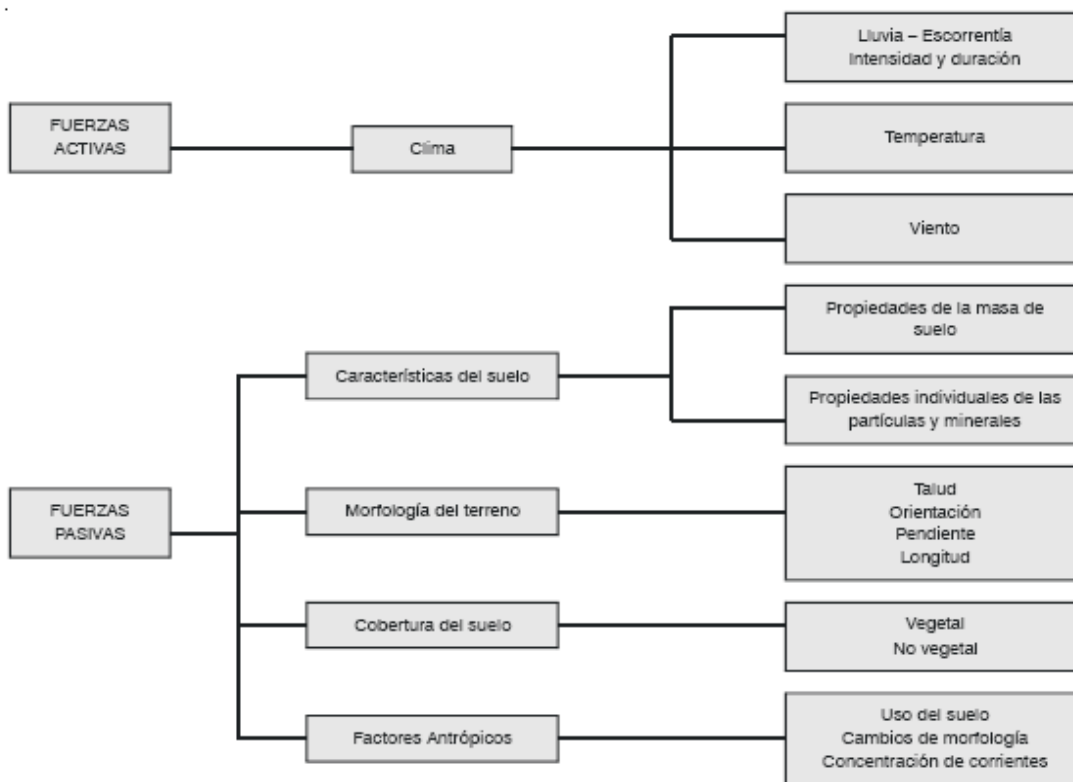 FUERZAS
ACTIVAS
Clima
Lluvia – Escorrentía
Intensidad y duración
Temperatura
Viento
FUERZAS
PASIVAS
Características del suelo
Propiedades de la masa de
suelo
Propiedades individuales de las
partículas y minerales
Morfología del terreno
Talud
Orientación
Pendiente
Longitud
Cobertura del suelo
Vegetal
No vegetal
Factores Antrópicos
Uso del suelo
Cambios de morfología
Concentración de corrientes